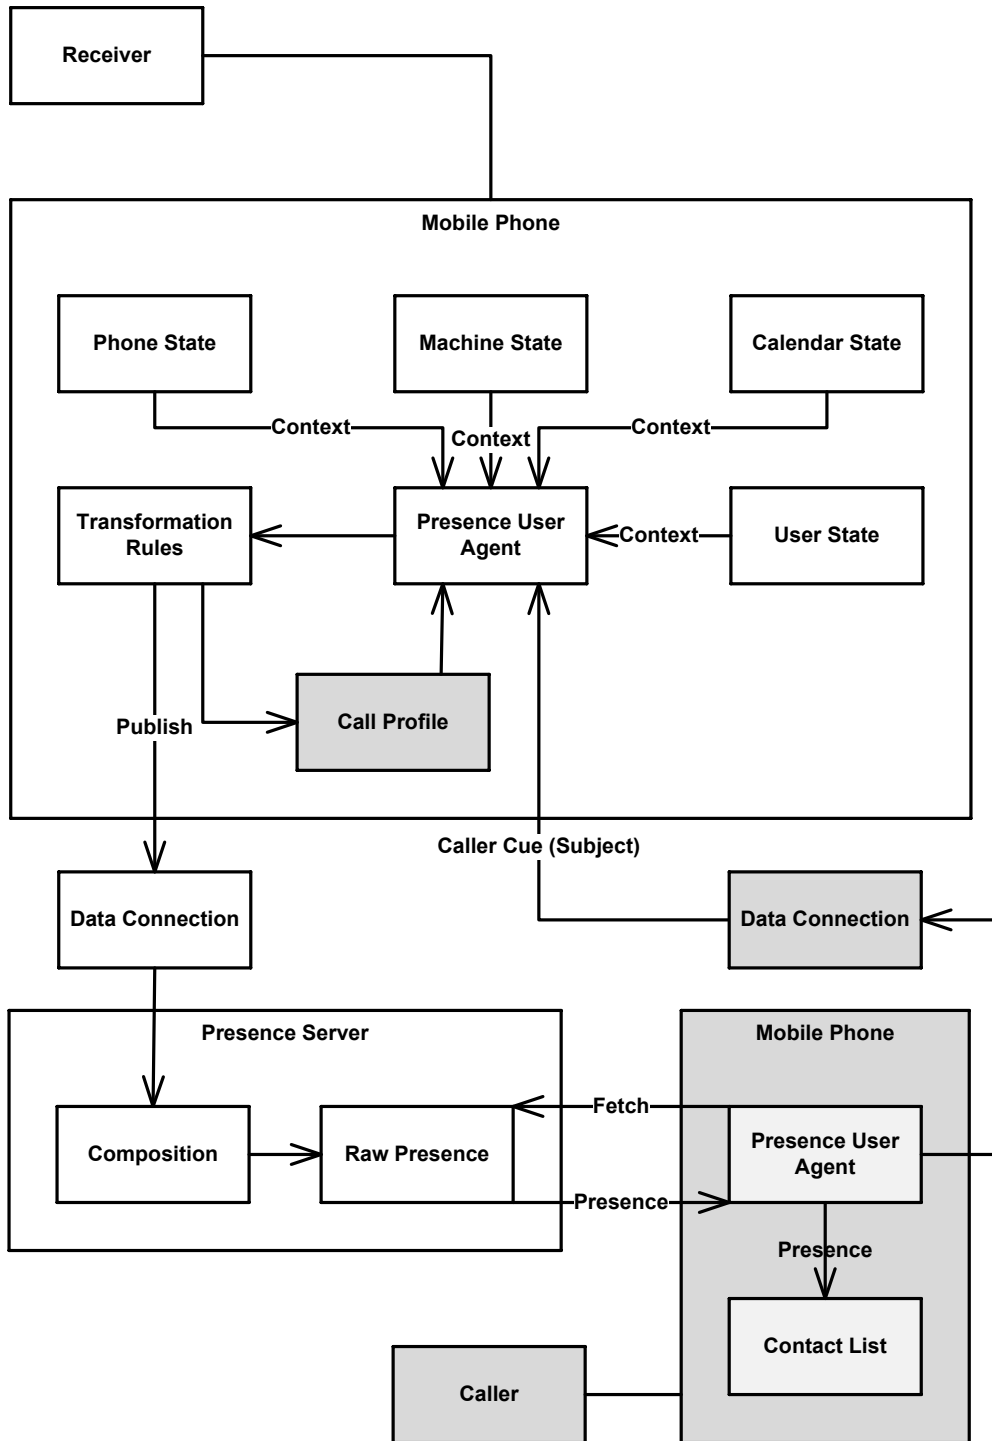 Receiver
Mobile Phone
Phone State
Machine State
Calendar State
Context
Context
Context
Transformation
Rules
Presence User
Agent
Context
User State
Call Profile
Publish
Caller Cue (Subject)
Data Connection
Data Connection
Presence Server
Mobile Phone
Fetch
Composition
Raw Presence
Presence User
Agent
Presence
Presence
Contact List
Caller